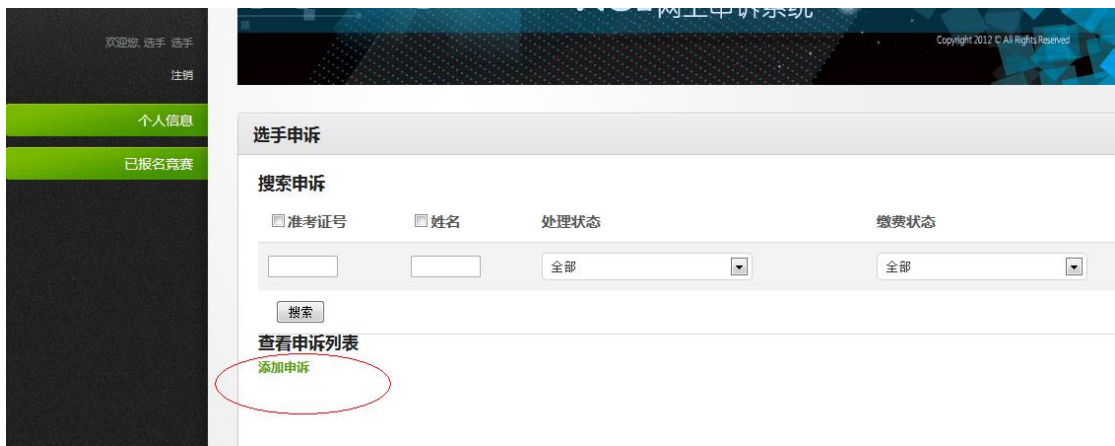 网上申诉系统
Copyright 2012 © All Rights Reserved
欢迎您, 选手 选手
注销
个人信息
已报名竞赛
选手申诉
搜索申诉
准考证号 姓名 处理状态 缴费状态
全部 全部
搜索
查看申诉列表
添加申诉